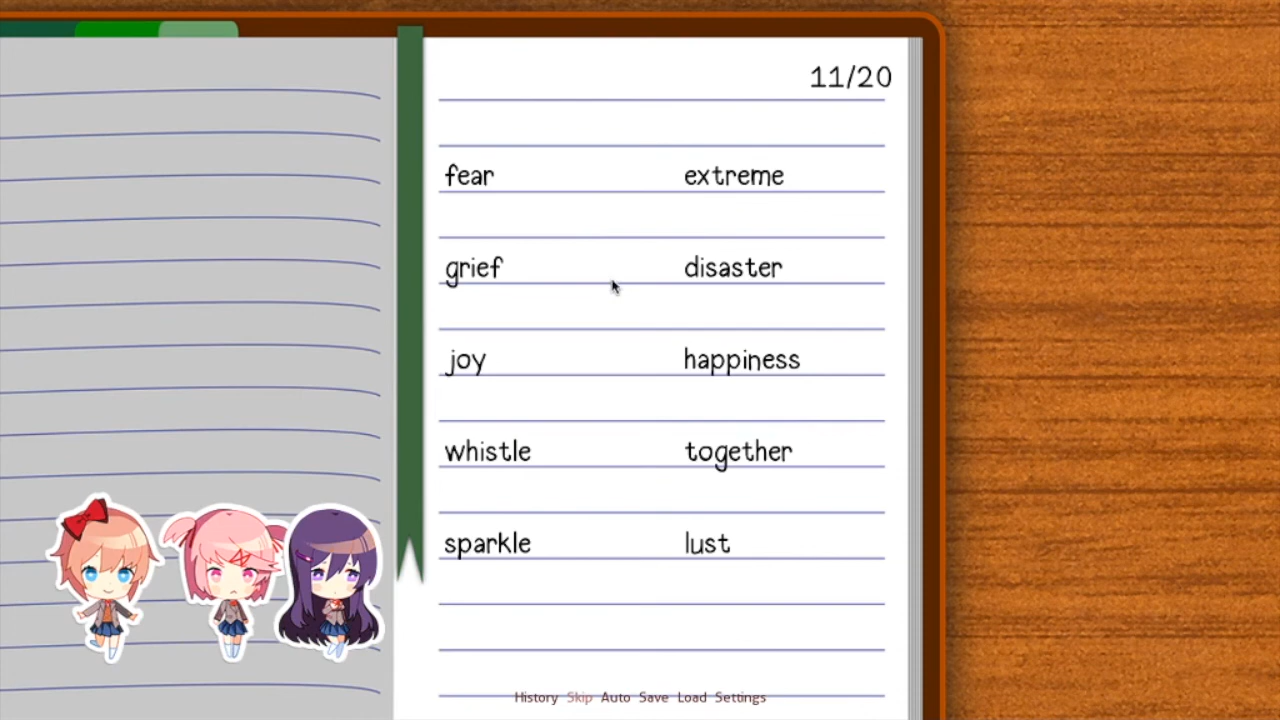 11/20
fear extreme
grief disaster
joy happiness
whistle together
sparkle lust
History Skip Auto Save Load Settings